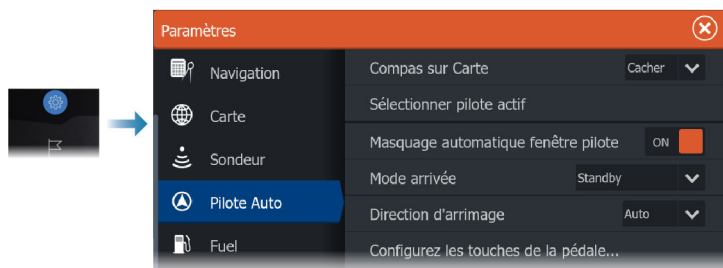 Paramètres
Navigation
Carte
Sondeur
Pilote Auto
Fuel
Compas sur Carte Cacher
Sélectionner pilote actif
Masquage automatique fenêtre pilote ON
Mode arrivée Standby
Direction d'arrimage Auto
Configurez les touches de la pédale...